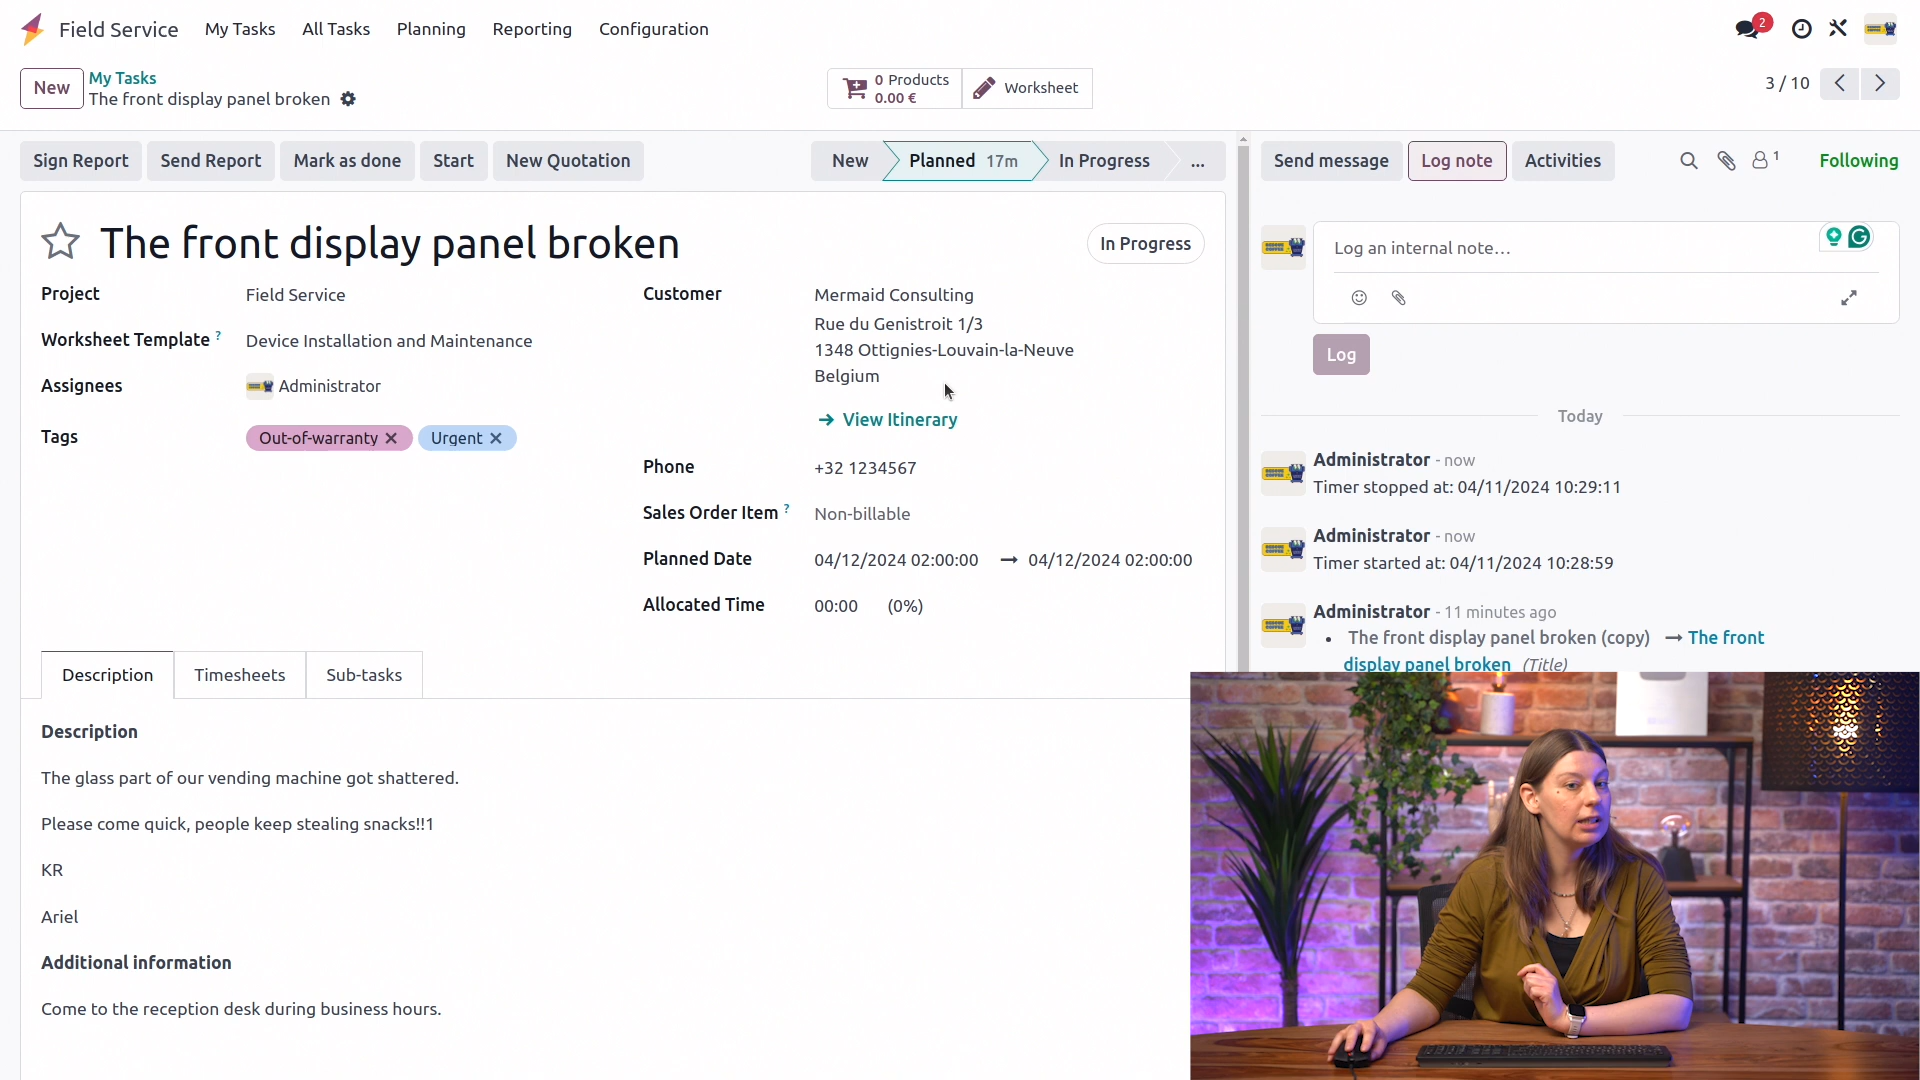 Field Service My Tasks All Tasks Planning Reporting Configuration 2
New My Tasks
The front display panel broken
0 Products
0.00 €
Worksheet
3 / 10
Sign Report Send Report Mark as done Start New Quotation
New Planned 17m In Progress ...
Send message Log note Activities 1 Following
The front display panel broken
In Progress
Project Field Service
Worksheet Template ? Device Installation and Maintenance
Assignees Administrator
Tags Out-of-warranty Urgent
Customer Mermaid Consulting
Rue du Genistroit 1/3
1348 Ottignies-Louvain-la-Neuve
Belgium
View Itinerary
Phone +32 1234567
Sales Order Item ? Non-billable
Planned Date 04/12/2024 02:00:00 → 04/12/2024 02:00:00
Allocated Time 00:00 (0%)
Description Timesheets Sub-tasks
Description
The glass part of our vending machine got shattered.
Please come quick, people keep stealing snacks!!1
KR
Ariel
Additional information
Come to the reception desk during business hours.
Log an internal note…
Log
Today
Administrator - now
Timer stopped at: 04/11/2024 10:29:11
Administrator - now
Timer started at: 04/11/2024 10:28:59
Administrator - 11 minutes ago
• The front display panel broken (copy) → The front
display panel broken (Title)